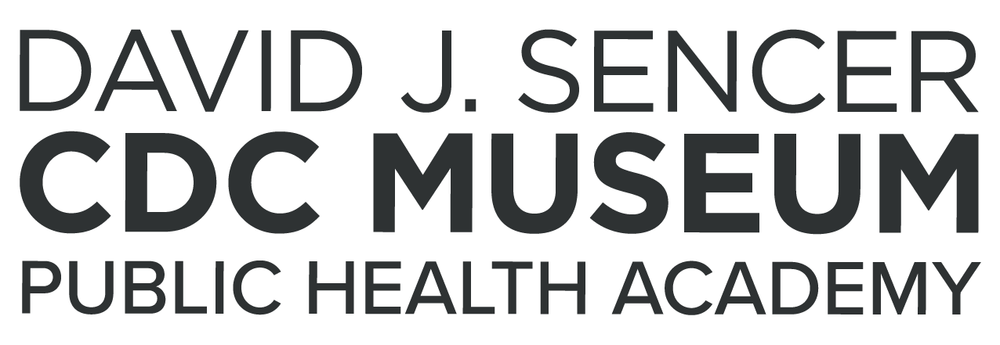 DAVID J. SENCER
CDC MUSEUM
PUBLIC HEALTH ACADEMY